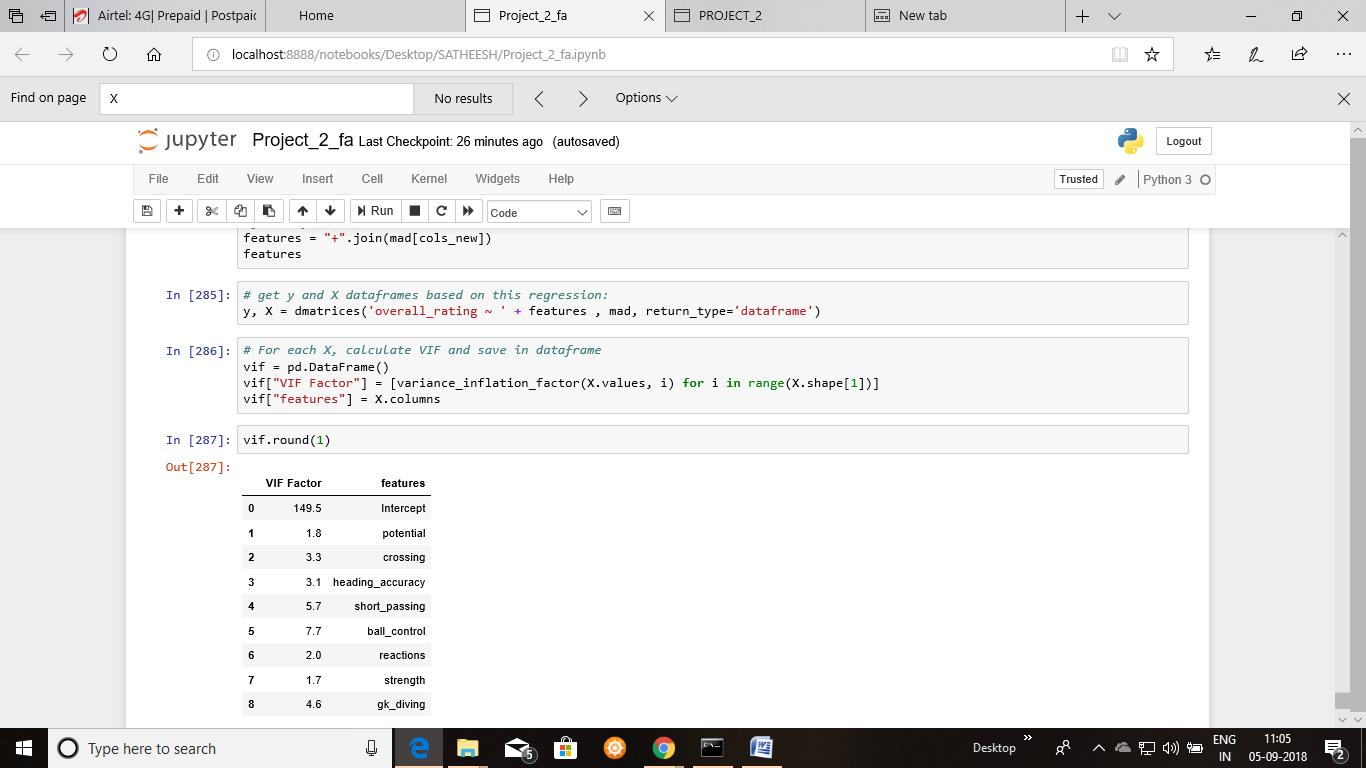 Airtel: 4G| Prepaid | Postpaid
Home
Project_2_fa
PROJECT_2
New tab
localhost:8888/notebooks/Desktop/SATHEESH/Project_2_fa.ipynb
Find on page
X
No results
Options
jupyter Project_2_fa Last Checkpoint: 26 minutes ago (autosaved)
Logout
File Edit View Insert Cell Kernel Widgets Help
Trusted
Python 3
Run
Code
features = "+".join(mad[cols_new])
features
In [285]: # get y and X dataframes based on this regression:
y, X = dmatrices('overall_rating ~ ' + features , mad, return_type='dataframe')
In [286]: # For each X, calculate VIF and save in dataframe
vif = pd.DataFrame()
vif["VIF Factor"] = [variance_inflation_factor(X.values, i) for i in range(X.shape[1])]
vif["features"] = X.columns
In [287]: vif.round(1)
Out[287]:
VIF Factor features
0 149.5 Intercept
1 1.8 potential
2 3.3 crossing
3 3.1 heading_accuracy
4 5.7 short_passing
5 7.7 ball_control
6 2.0 reactions
7 1.7 strength
8 4.6 gk_diving
Type here to search
5
Desktop
ENG
IN
11:05
05-09-2018
2